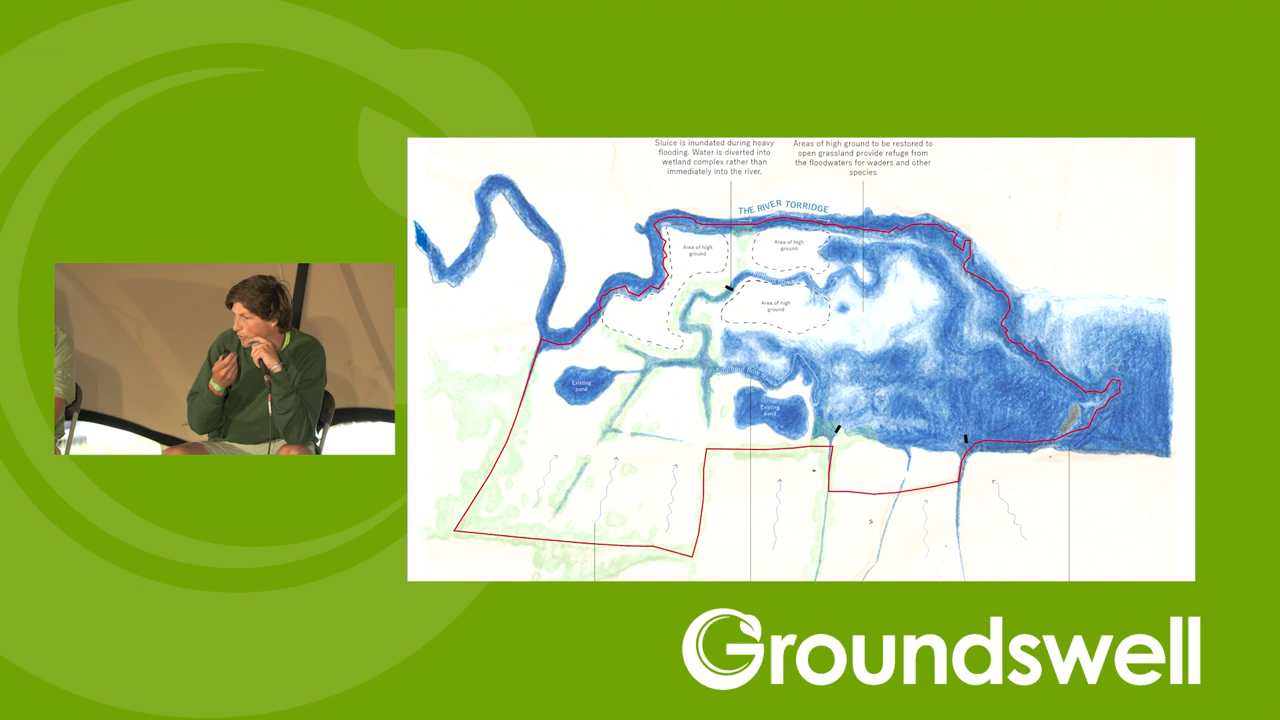 Sluice is inundated during heavy
flooding. Water is diverted into
wetland complex rather than
immediately into the river.
Areas of high ground to be restored to
open grassland provide refuge from
the floodwaters for waders and other
species
THE RIVER TORRIDGE
Area of high
ground
Area of high
ground
Area of high
ground
Existing
pond
Existing
pond
Groundswell